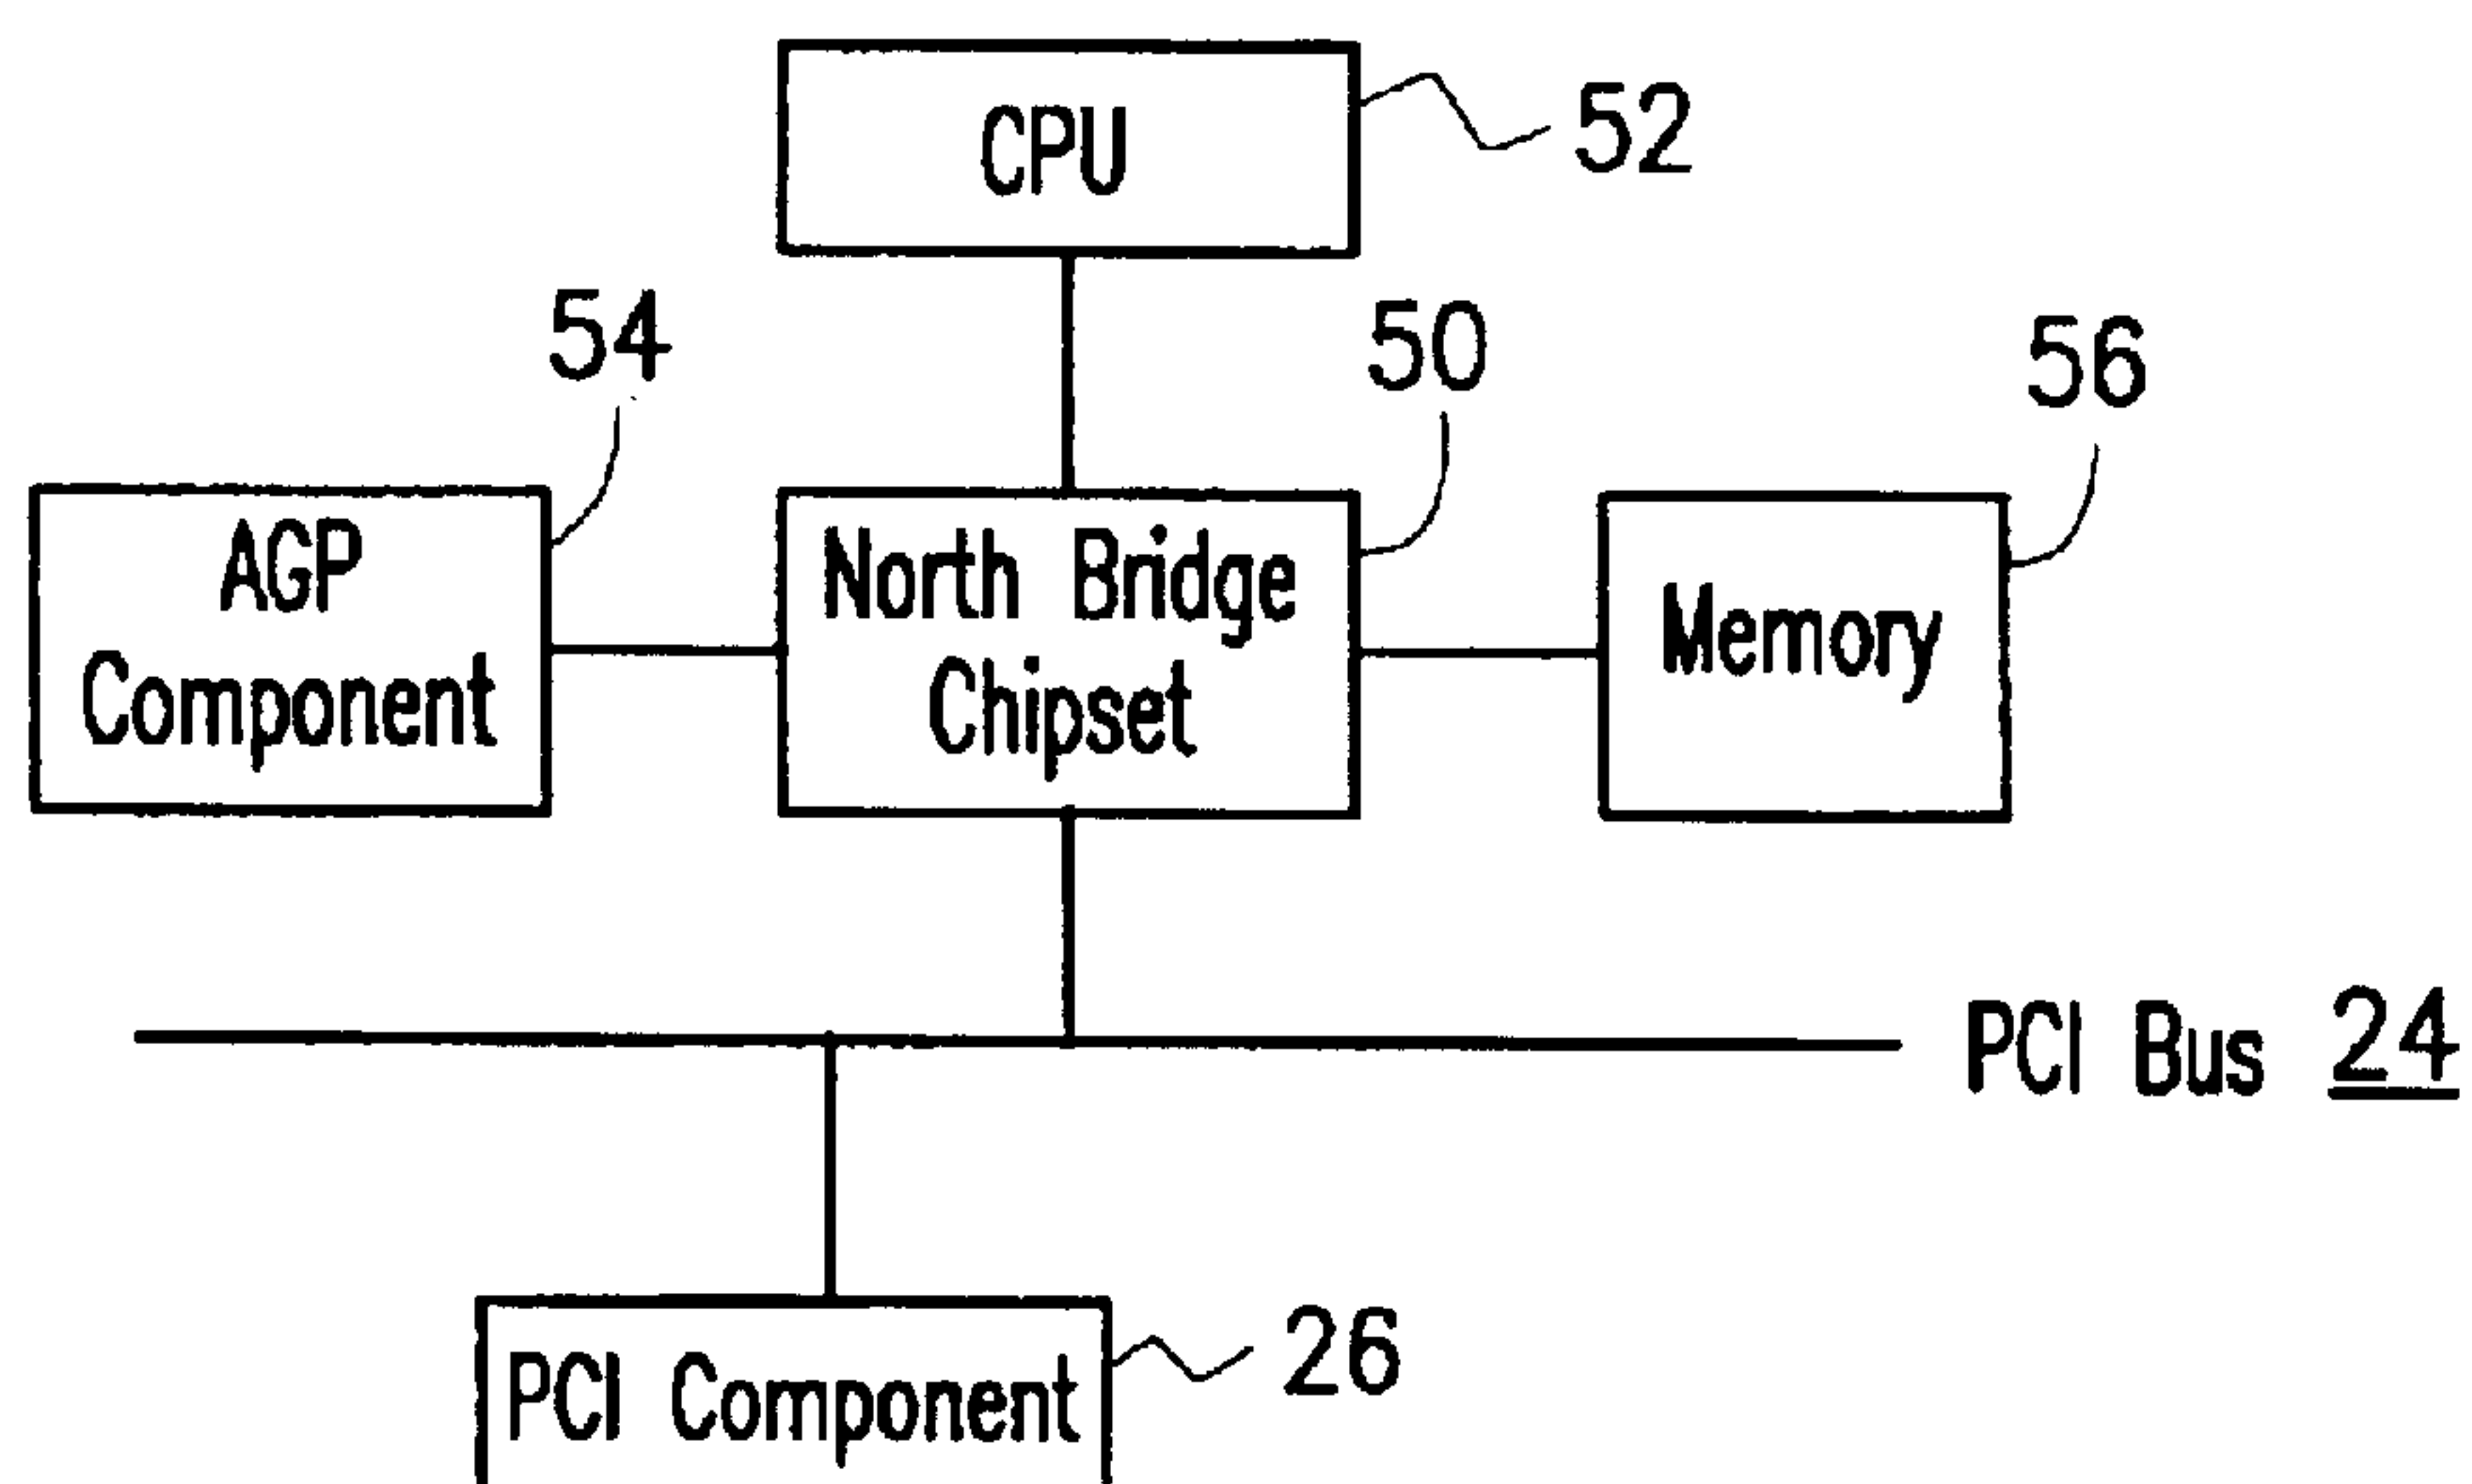 CPU
52
54
50
56
AGP
Component
North Bridge
Chipset
Memory
PCI Bus 24
PCI Component
26